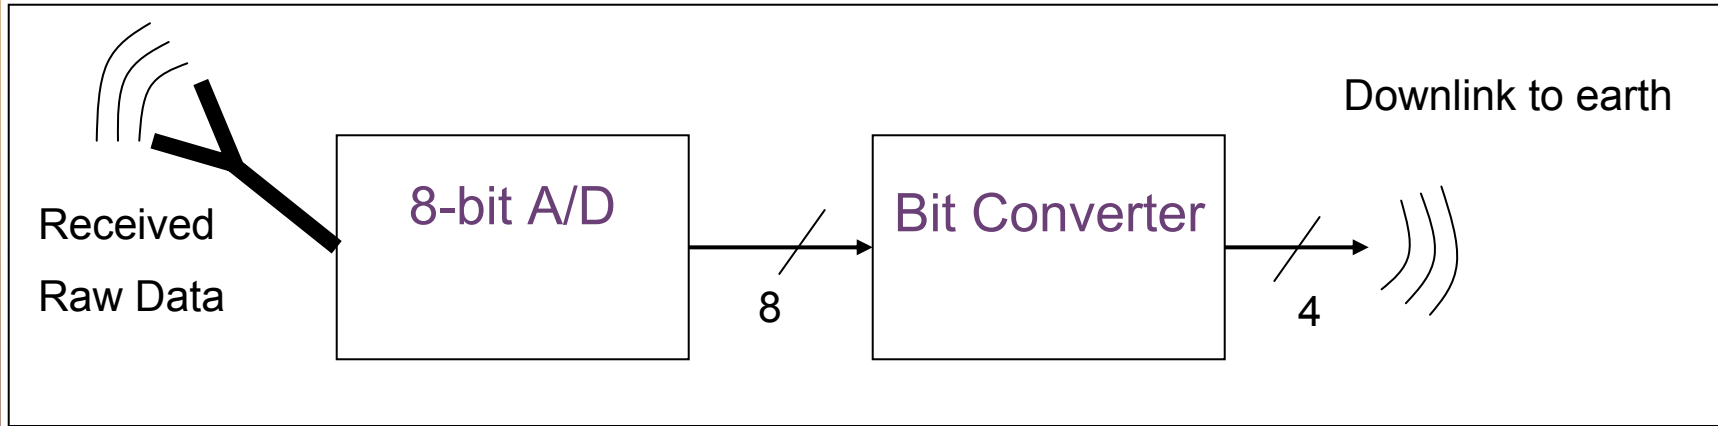 Downlink to earth
8-bit A/D
Bit Converter
Received
Raw Data
8
4